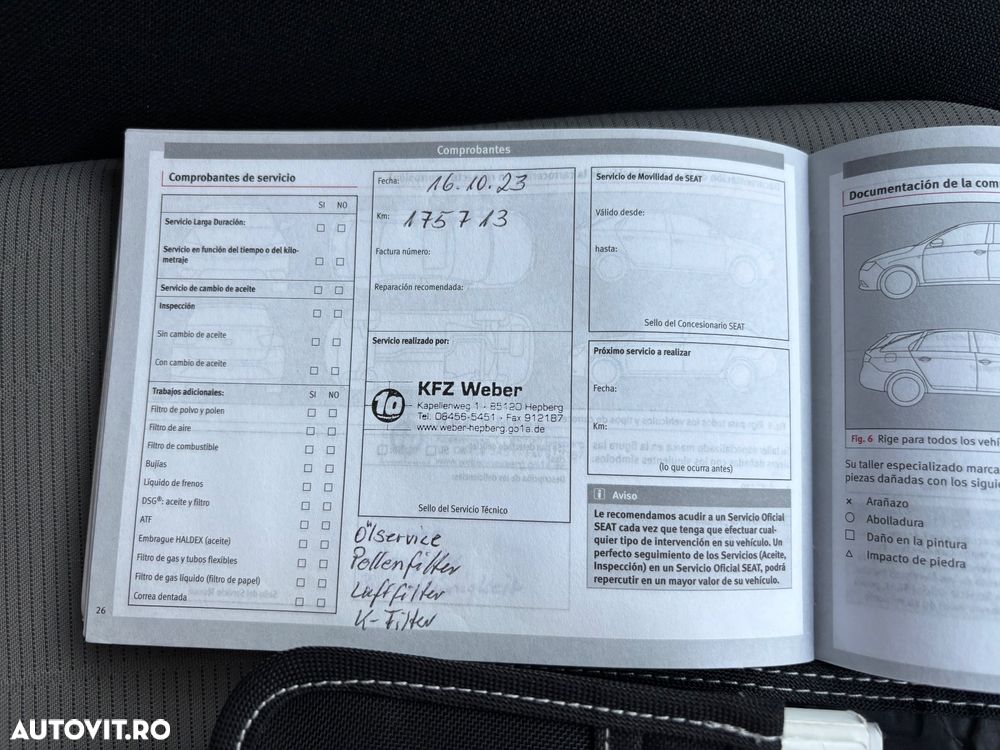 Comprobantes
Comprobantes de servicio
SI NO
Servicio Larga Duración:
Servicio en función del tiempo o del kilo-
metraje
Servicio de cambio de aceite
Inspección
Sin cambio de aceite
Con cambio de aceite
Trabajos adicionales: SI NO
Filtro de polvo y polen
Filtro de aire
Filtro de combustible
Bujías
Líquido de frenos
DSG®: aceite y filtro
ATF
Embrague HALDEX (aceite)
Filtro de gas y tubos flexibles
Filtro de gas líquido (filtro de papel)
Correa dentada
26
Fecha: 16.10.23
Km: 175713
Factura número:
Reparación recomendada:
Servicio realizado por:
10
KFZ Weber
Kapellenweg 1 · 85120 Hepberg
Tel. 08456-5451 · Fax 912187
www.weber-hepberg.go1a.de
Sello del Servicio Técnico
Ölservice
Pollenfilter
Luftfilter
K-Filter
Servicio de Movilidad de SEAT
Válido desde:
hasta:
Sello del Concesionario SEAT
Próximo servicio a realizar
Fecha:
Km:
(lo que ocurra antes)
i Aviso
Le recomendamos acudir a un Servicio Oficial
SEAT cada vez que tenga que efectuar cual-
quier tipo de intervención en su vehículo. Un
perfecto seguimiento de los Servicios (Aceite,
Inspección) en un Servicio Oficial SEAT, podrá
repercutir en un mayor valor de su vehículo.
Documentación de la
Fig. 6 Rige para todos los
Su taller especializado marca
piezas dañadas con los
× Arañazo
○ Abolladura
□ Daño en la pintura
△ Impacto de piedra
AUTOVIT.RO